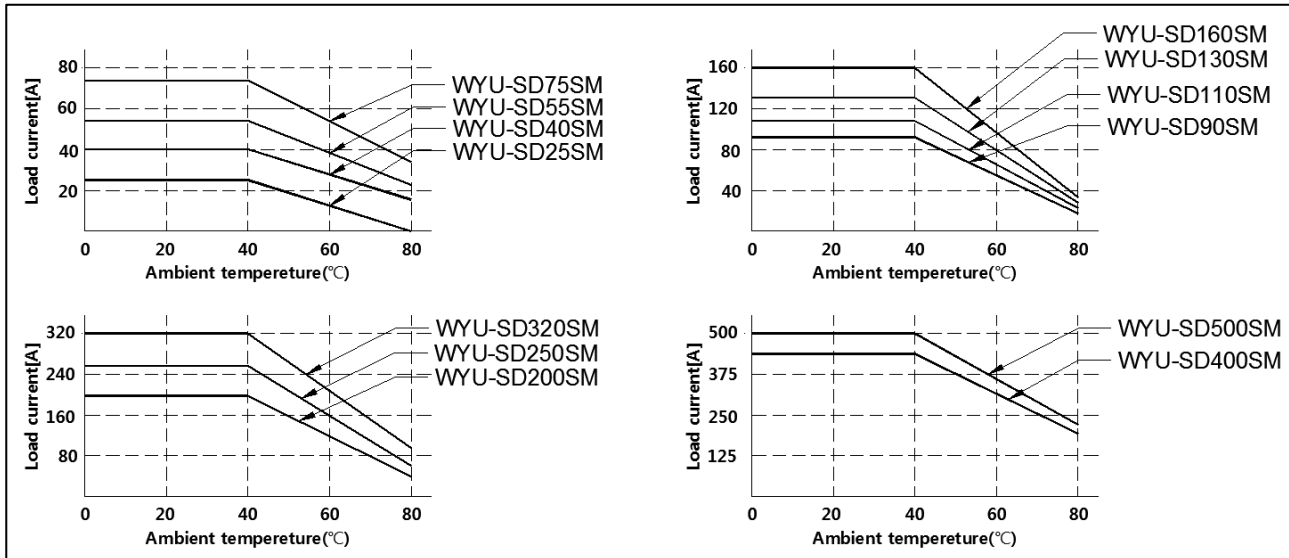 Load current[A]
80
60
40
20
0 20 40 60 80
Ambient tempereture(℃)
WYU-SD75SM
WYU-SD55SM
WYU-SD40SM
WYU-SD25SM
Load current[A]
160
120
80
40
0 20 40 60 80
Ambient tempereture(℃)
WYU-SD160SM
WYU-SD130SM
WYU-SD110SM
WYU-SD90SM
Load current[A]
320
240
160
80
0 20 40 60 80
Ambient tempereture(℃)
WYU-SD320SM
WYU-SD250SM
WYU-SD200SM
Load current[A]
500
375
250
125
0 20 40 60 80
Ambient tempereture(℃)
WYU-SD500SM
WYU-SD400SM